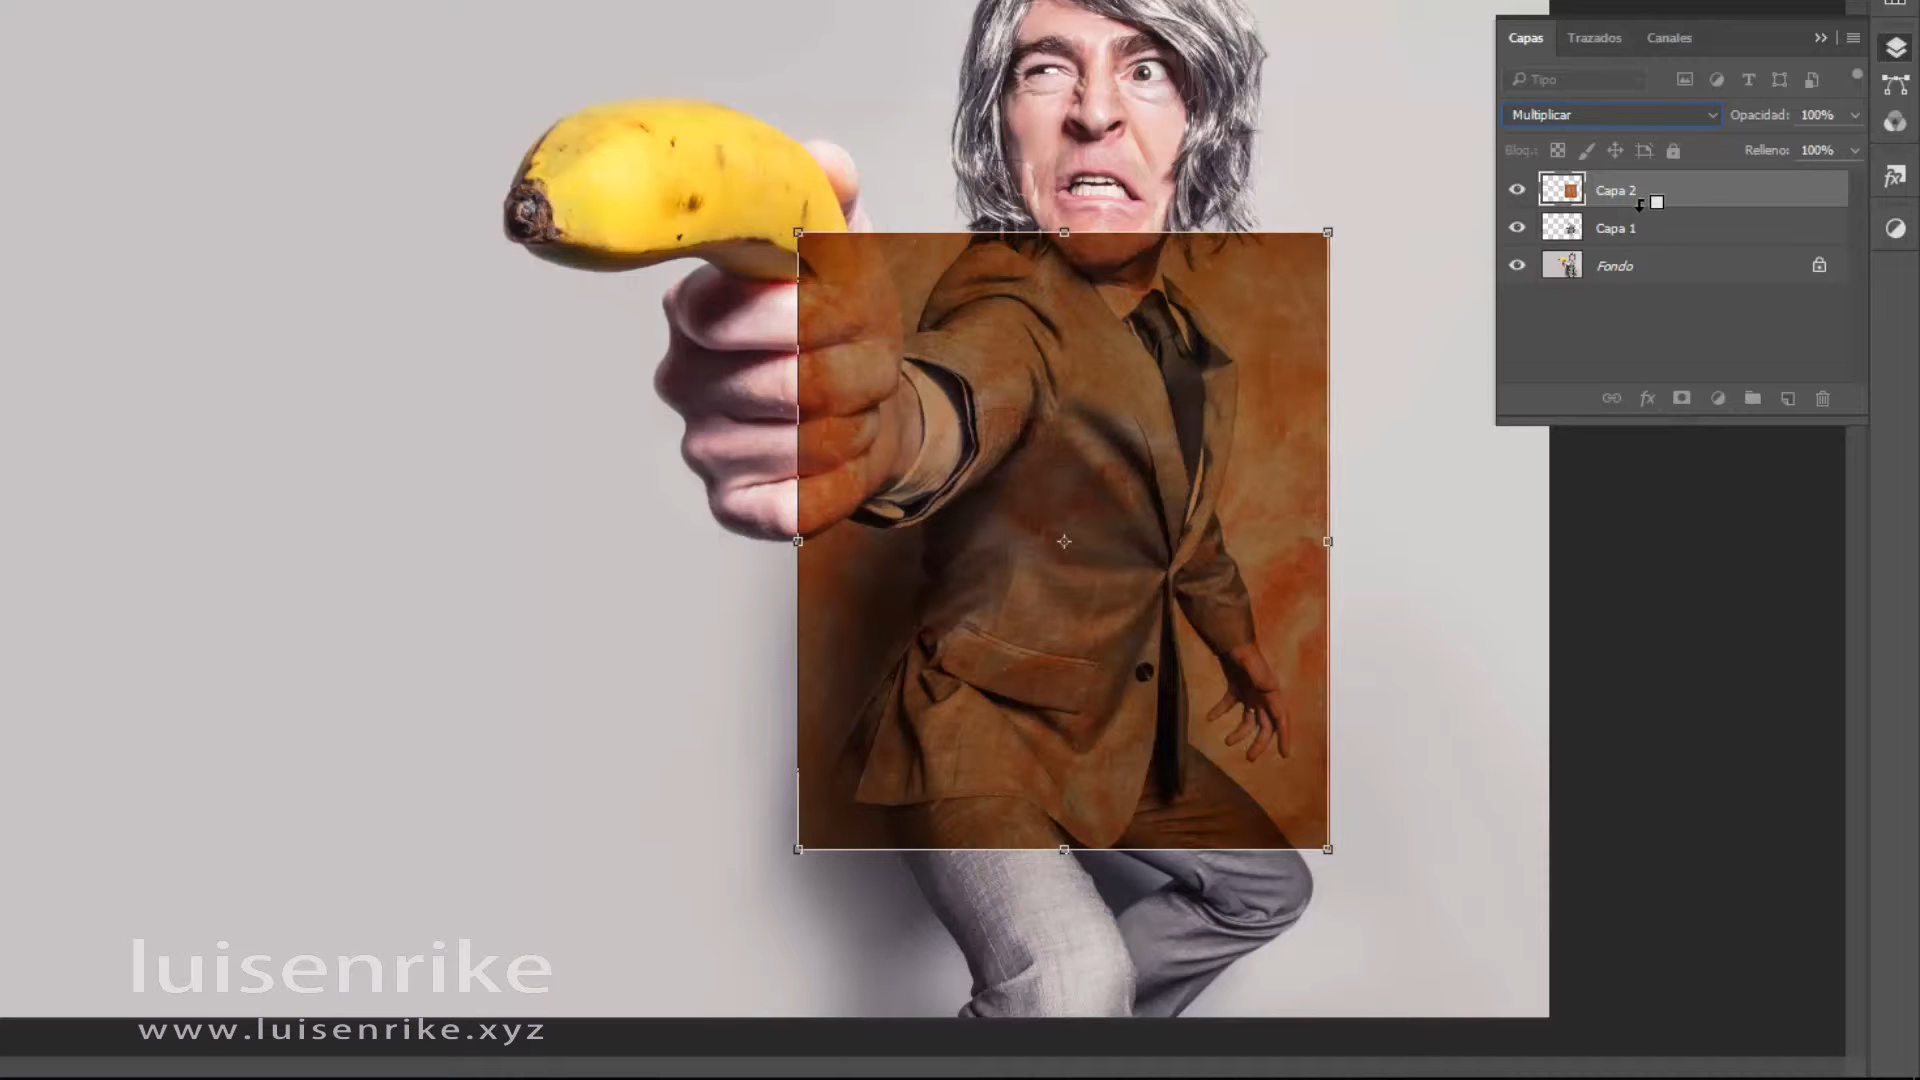 Capas Trazados Canales
Tipo
Multiplicar Opacidad: 100%
Bloq.: Relleno: 100%
Capa 2
Capa 1
Fondo
luisenrike
www.luisenrike.xyz